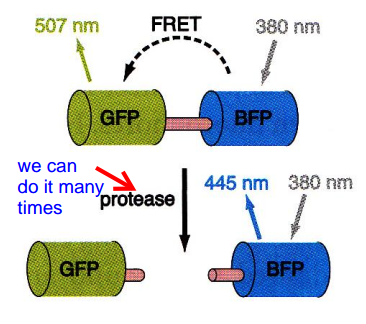 507 nm
FRET
380 nm
GFP
BFP
we can
do it many
times
protease
445 nm
380 nm
GFP
BFP